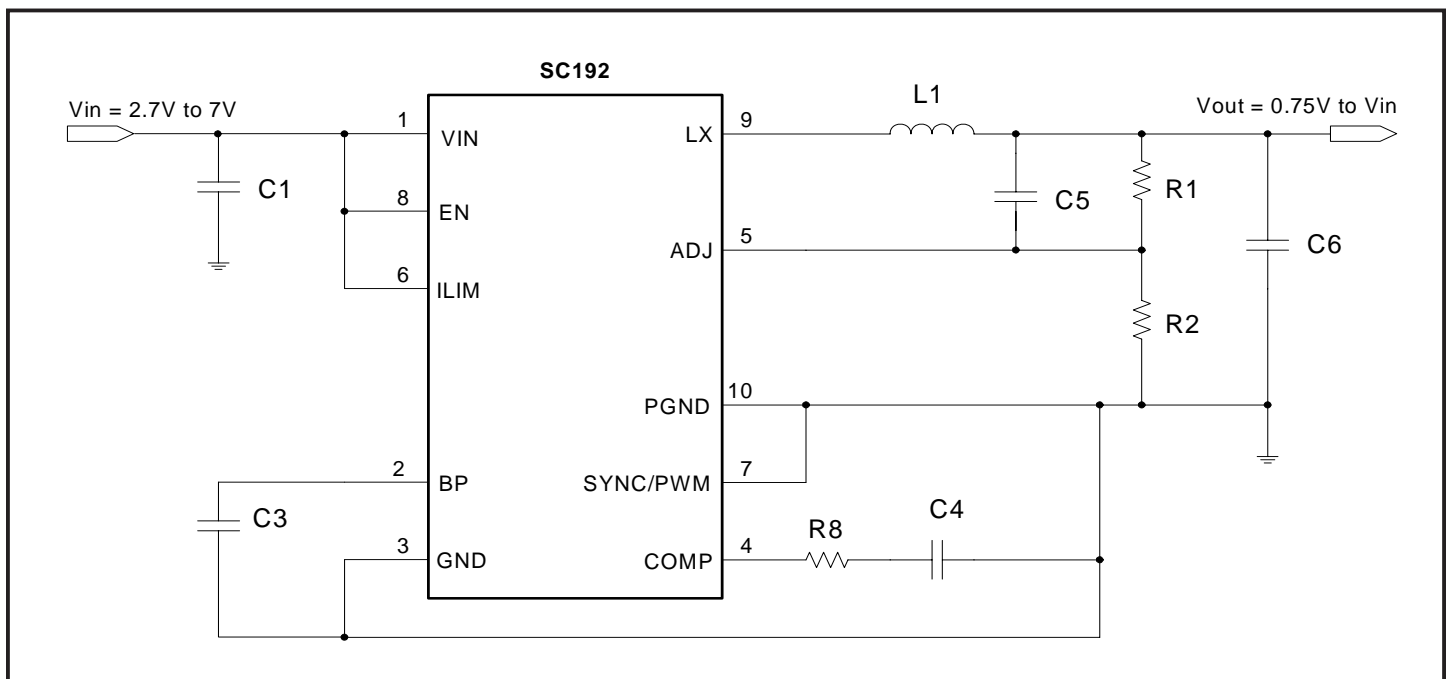 SC192
Vin = 2.7V to 7V
L1
Vout = 0.75V to Vin
1
VIN
LX
9
C1
8
EN
C5
R1
ADJ
5
C6
6
ILIM
R2
PGND
10
2
BP
SYNC/PWM
7
C3
R8
C4
3
GND
COMP
4